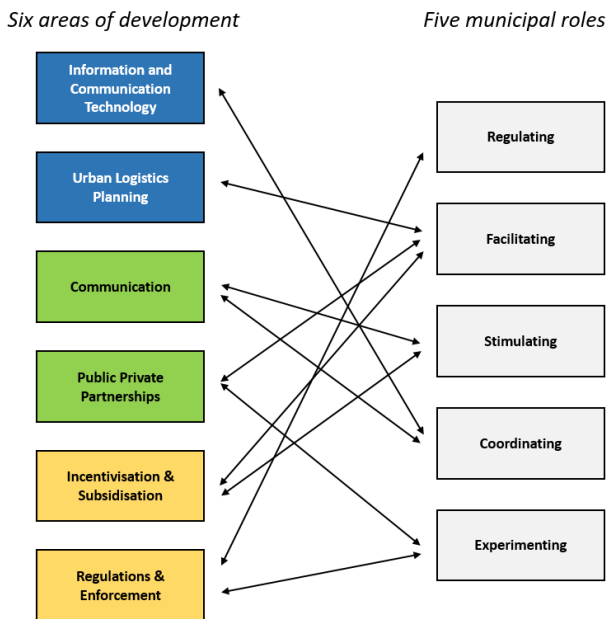 Six areas of development
Five municipal roles
Information and
Communication
Technology
Urban Logistics
Planning
Communication
Public Private
Partnerships
Incentivisation &
Subsidisation
Regulations &
Enforcement
Regulating
Facilitating
Stimulating
Coordinating
Experimenting